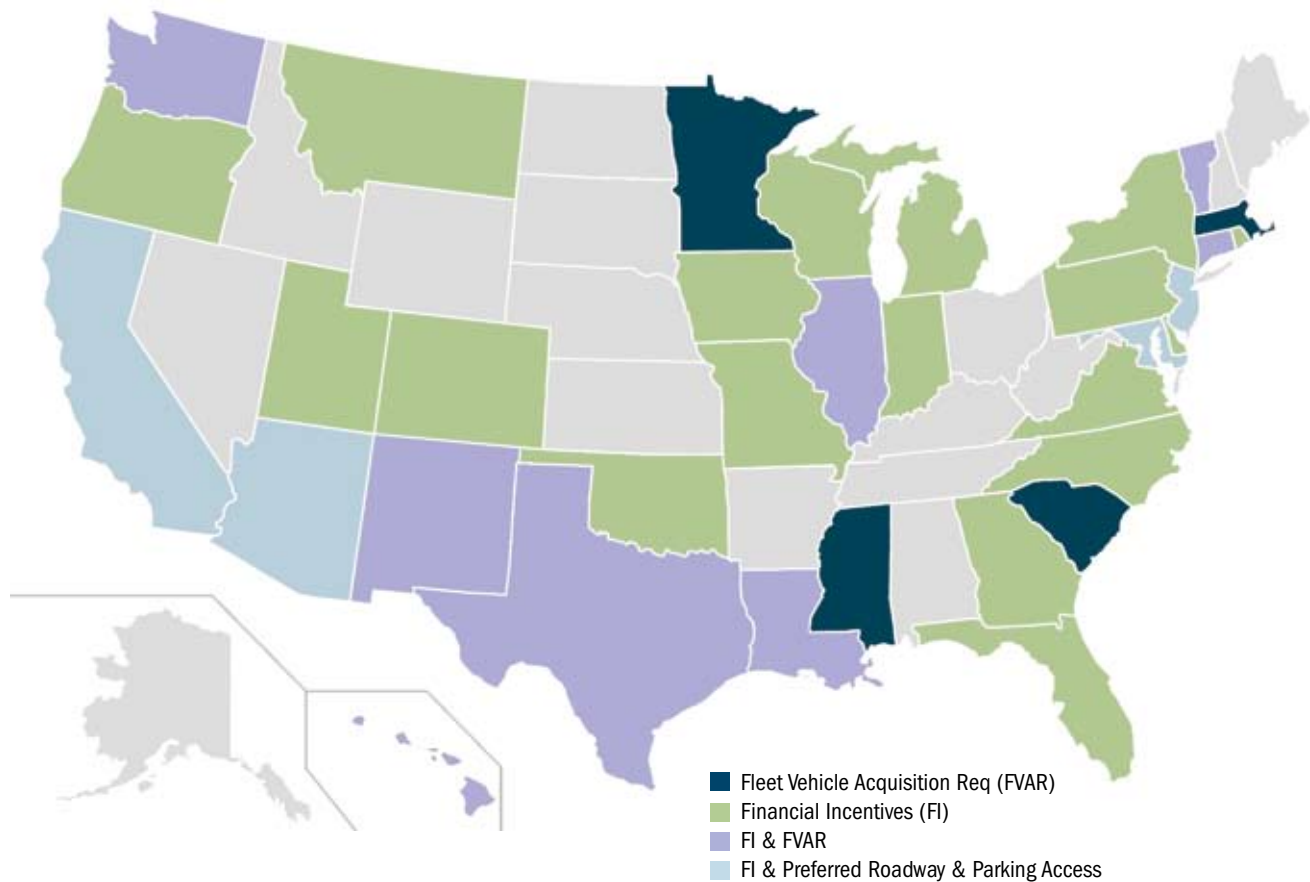 Fleet Vehicle Acquisition Req (FVAR)
Financial Incentives (FI)
FI & FVAR
FI & Preferred Roadway & Parking Access